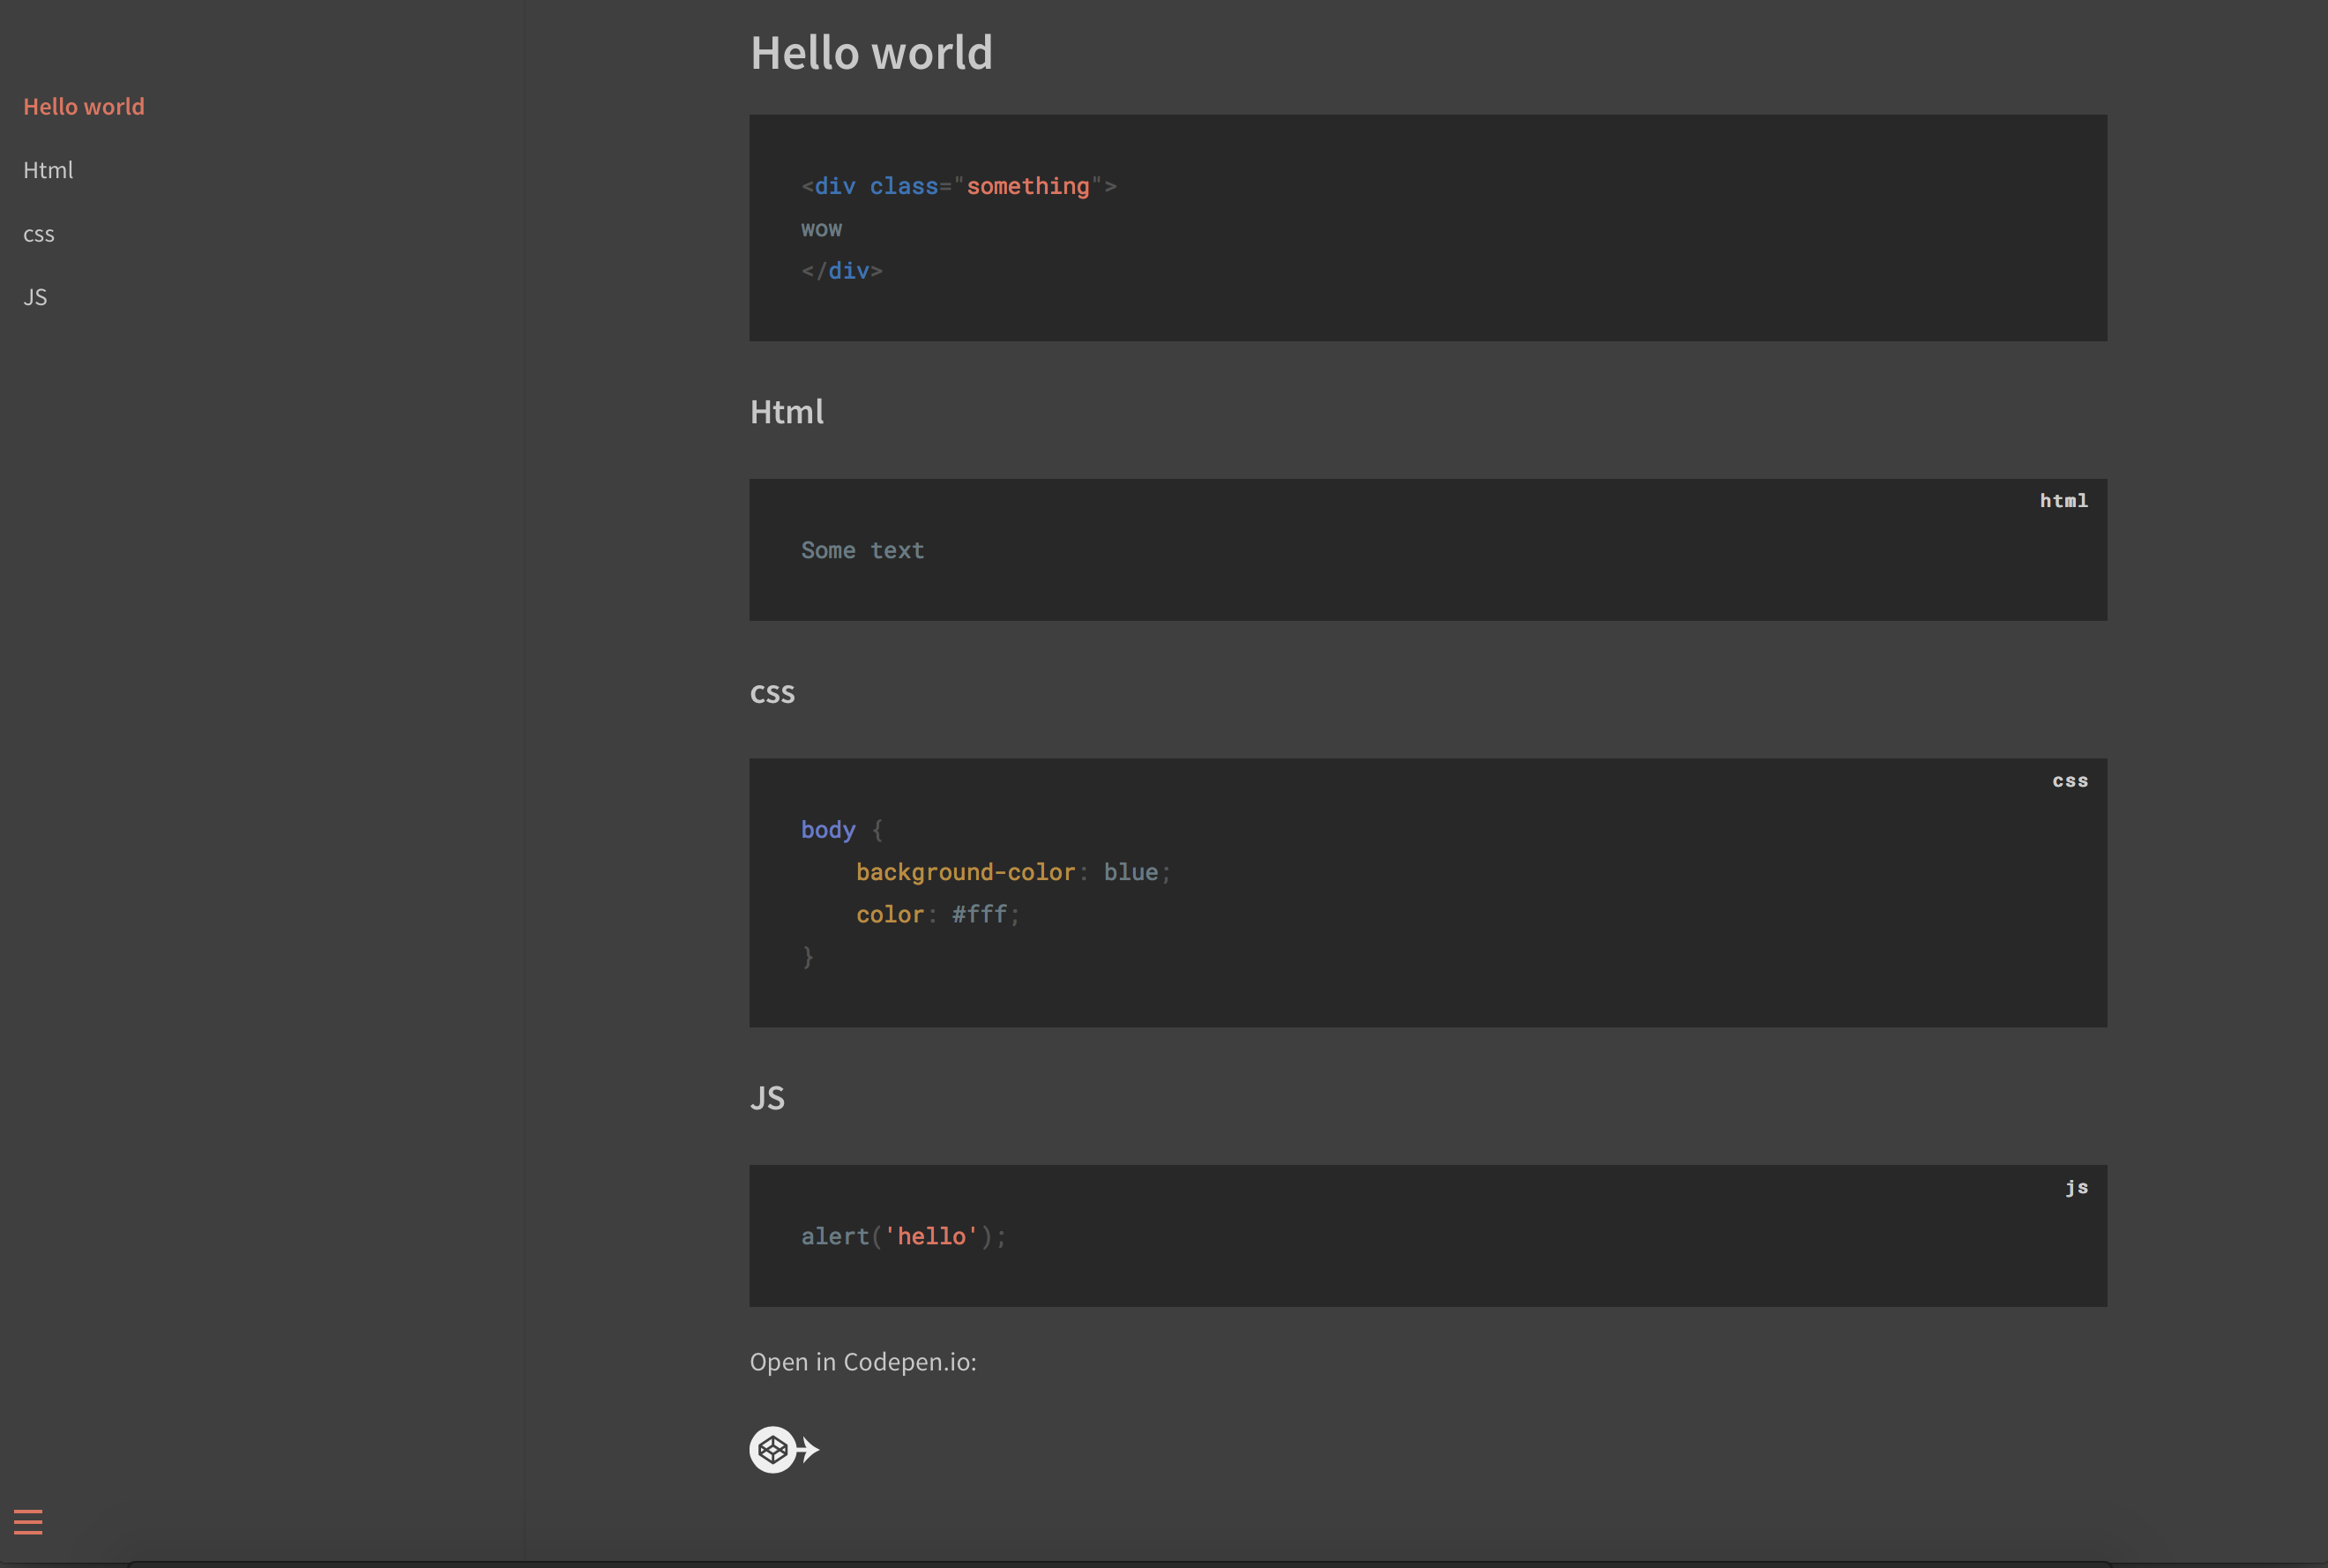 Hello world
Html
css
JS
Hello world
<div class="something">
wow
</div>
Html
html
Some text
css
css
body {
    background-color: blue;
    color: #fff;
}
JS
js
alert('hello');
Open in Codepen.io: